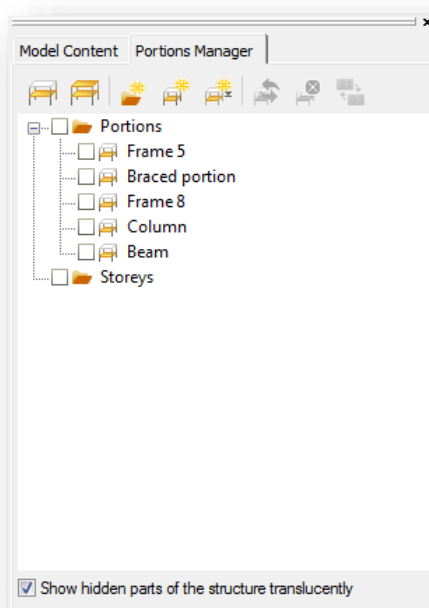 Model Content Portions Manager
Portions
Frame 5
Braced portion
Frame 8
Column
Beam
Storeys
Show hidden parts of the structure translucently